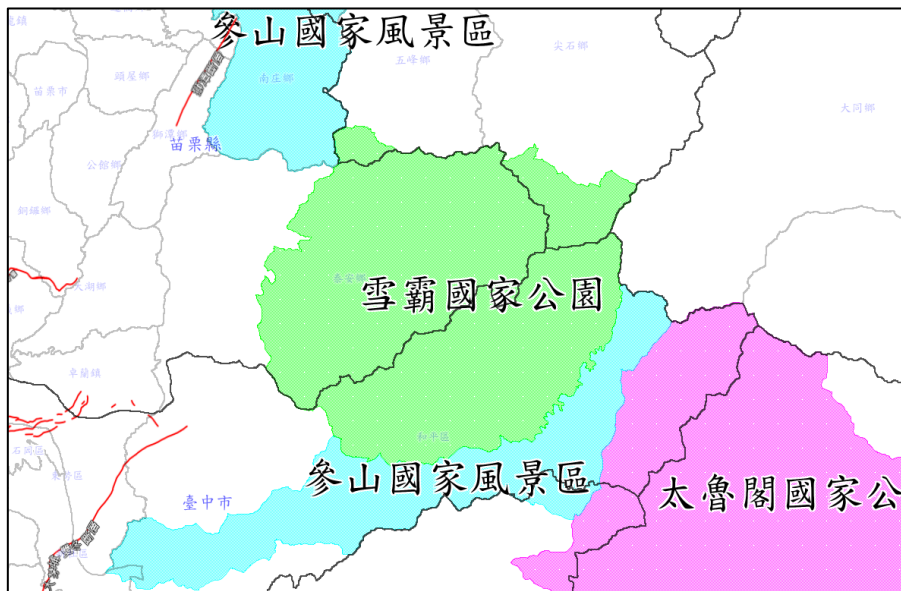 參山國家風景區
尖石鄉
五峰鄉
頭屋鄉
南庄鄉
苗栗市
大同鄉
獅潭鄉
苗栗縣
公館鄉
銅鑼鄉
泰安鄉
大湖鄉
雪霸國家公園
卓蘭鎮
和平區
石岡區
東勢區
參山國家風景區
太魯閣國家公
臺中市